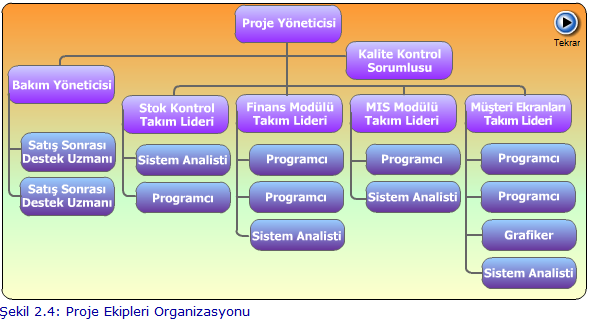 Proje Yöneticisi
Tekrar
Kalite Kontrol
Sorumlusu
Bakım Yöneticisi
Stok Kontrol
Takım Lideri
Finans Modülü
Takım Lideri
MIS Modülü
Takım Lideri
Müşteri Ekranları
Takım Lideri
Satış Sonrası
Destek Uzmanı
Satış Sonrası
Destek Uzmanı
Sistem Analisti
Programcı
Programcı
Programcı
Sistem Analisti
Programcı
Sistem Analisti
Programcı
Programcı
Grafiker
Sistem Analisti
Şekil 2.4: Proje Ekipleri Organizasyonu